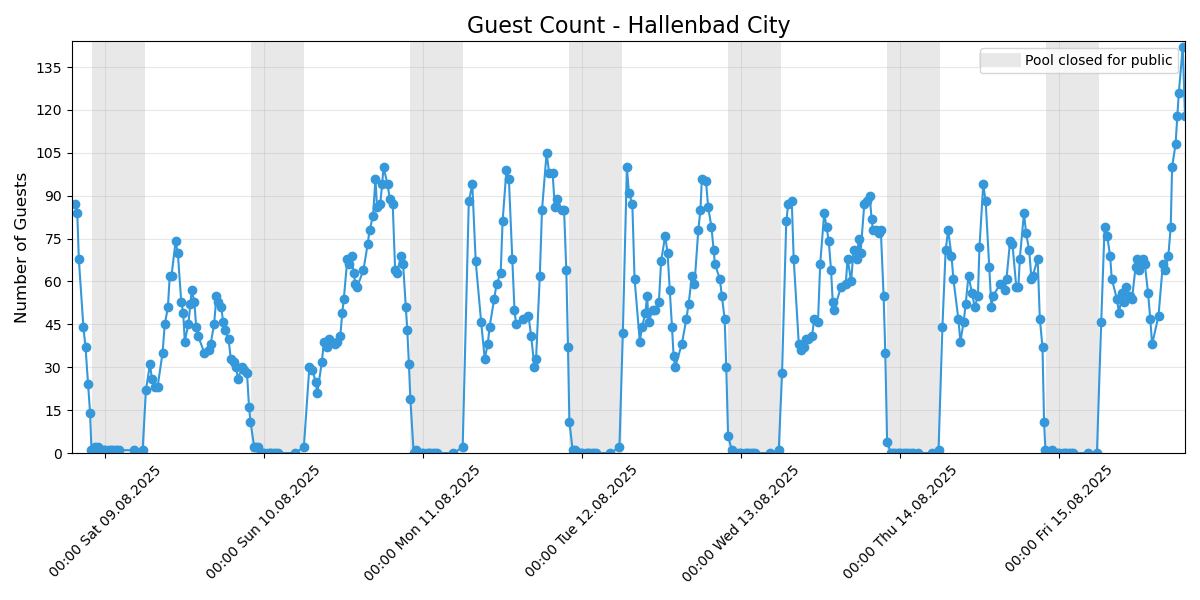 Guest Count - Hallenbad City
Pool closed for public
Number of Guests
135
120
105
90
75
60
45
30
15
0
00:00 Sat 09.08.2025
00:00 Sun 10.08.2025
00:00 Mon 11.08.2025
00:00 Tue 12.08.2025
00:00 Wed 13.08.2025
00:00 Thu 14.08.2025
00:00 Fri 15.08.2025